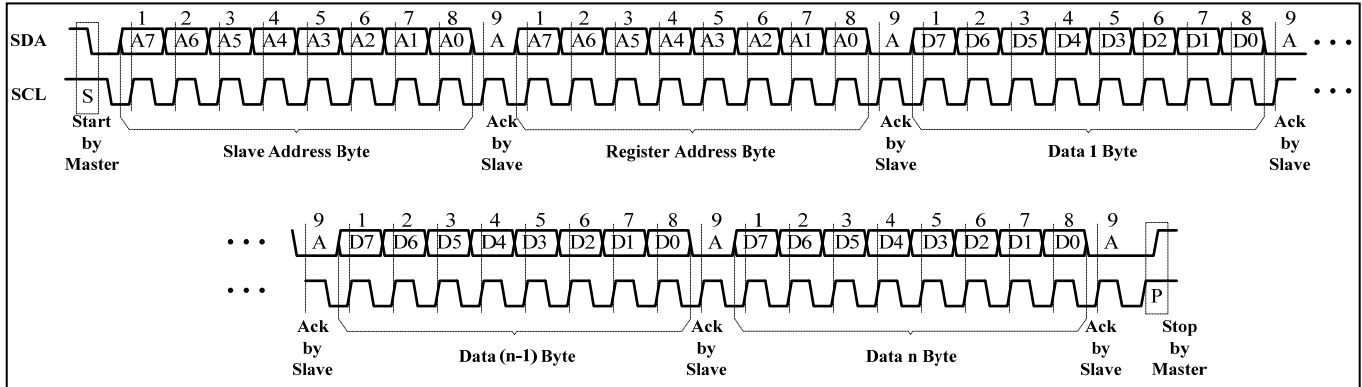 1 2 3 4 5 6 7 8 9 1 2 3 4 5 6 7 8 9 1 2 3 4 5 6 7 8 9
SDA A7 A6 A5 A4 A3 A2 A1 A0 A A7 A6 A5 A4 A3 A2 A1 A0 A D7 D6 D5 D4 D3 D2 D1 D0 A • • •
SCL S • • •
Start by Master
Slave Address Byte
Ack by Slave
Register Address Byte
Ack by Slave
Data 1 Byte
Ack by Slave
9 1 2 3 4 5 6 7 8 9 1 2 3 4 5 6 7 8 9
• • • A D7 D6 D5 D4 D3 D2 D1 D0 A D7 D6 D5 D4 D3 D2 D1 D0 A
• • • P
Ack by Slave
Data (n-1) Byte
Ack by Slave
Data n Byte
Ack by Slave
Stop by Master